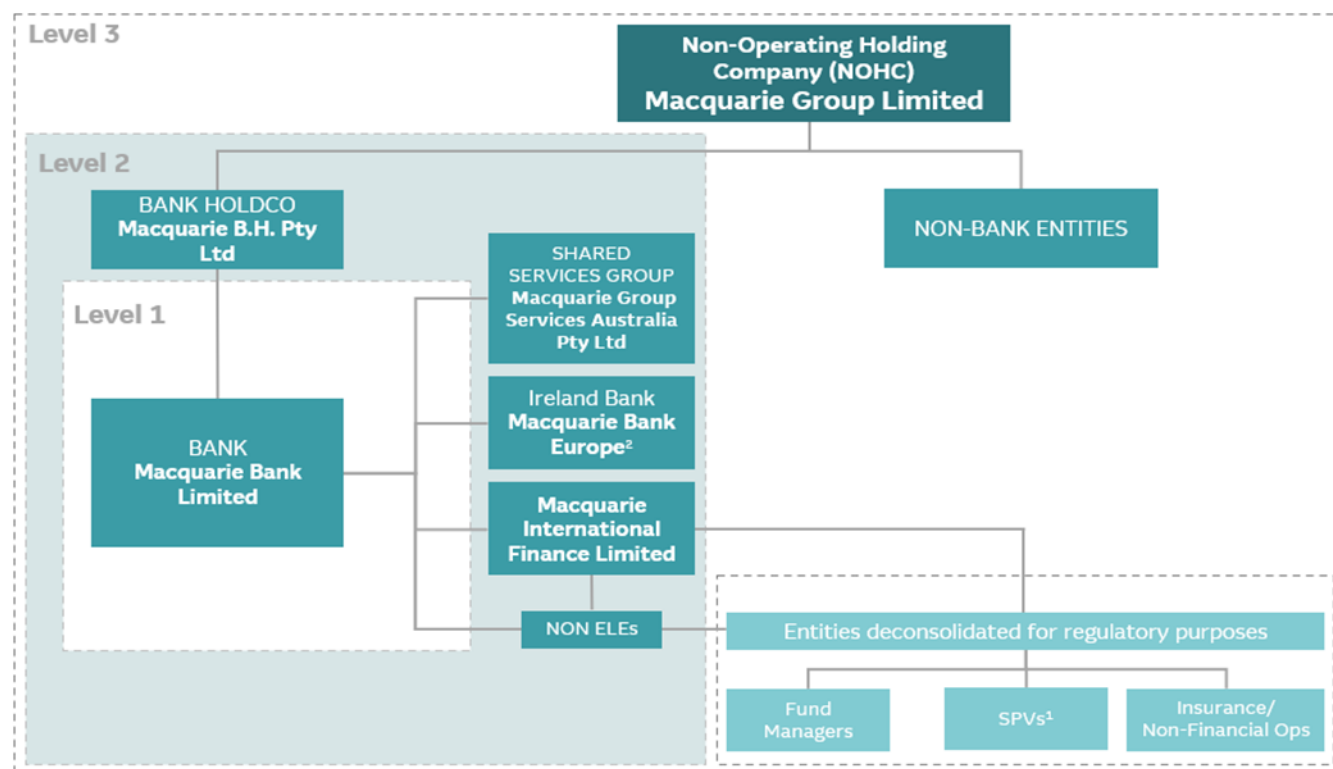 Level 3
Non-Operating Holding
Company (NOHC)
Macquarie Group Limited
Level 2
BANK HOLDCO
Macquarie B.H. Pty
Ltd
NON-BANK ENTITIES
SHARED
SERVICES GROUP
Macquarie Group
Services Australia
Pty Ltd
Level 1
Ireland Bank
Macquarie Bank
Europe²
BANK
Macquarie Bank
Limited
Macquarie
International
Finance Limited
NON ELEs
Entities deconsolidated for regulatory purposes
Fund
Managers
SPVs¹
Insurance/
Non-Financial Ops